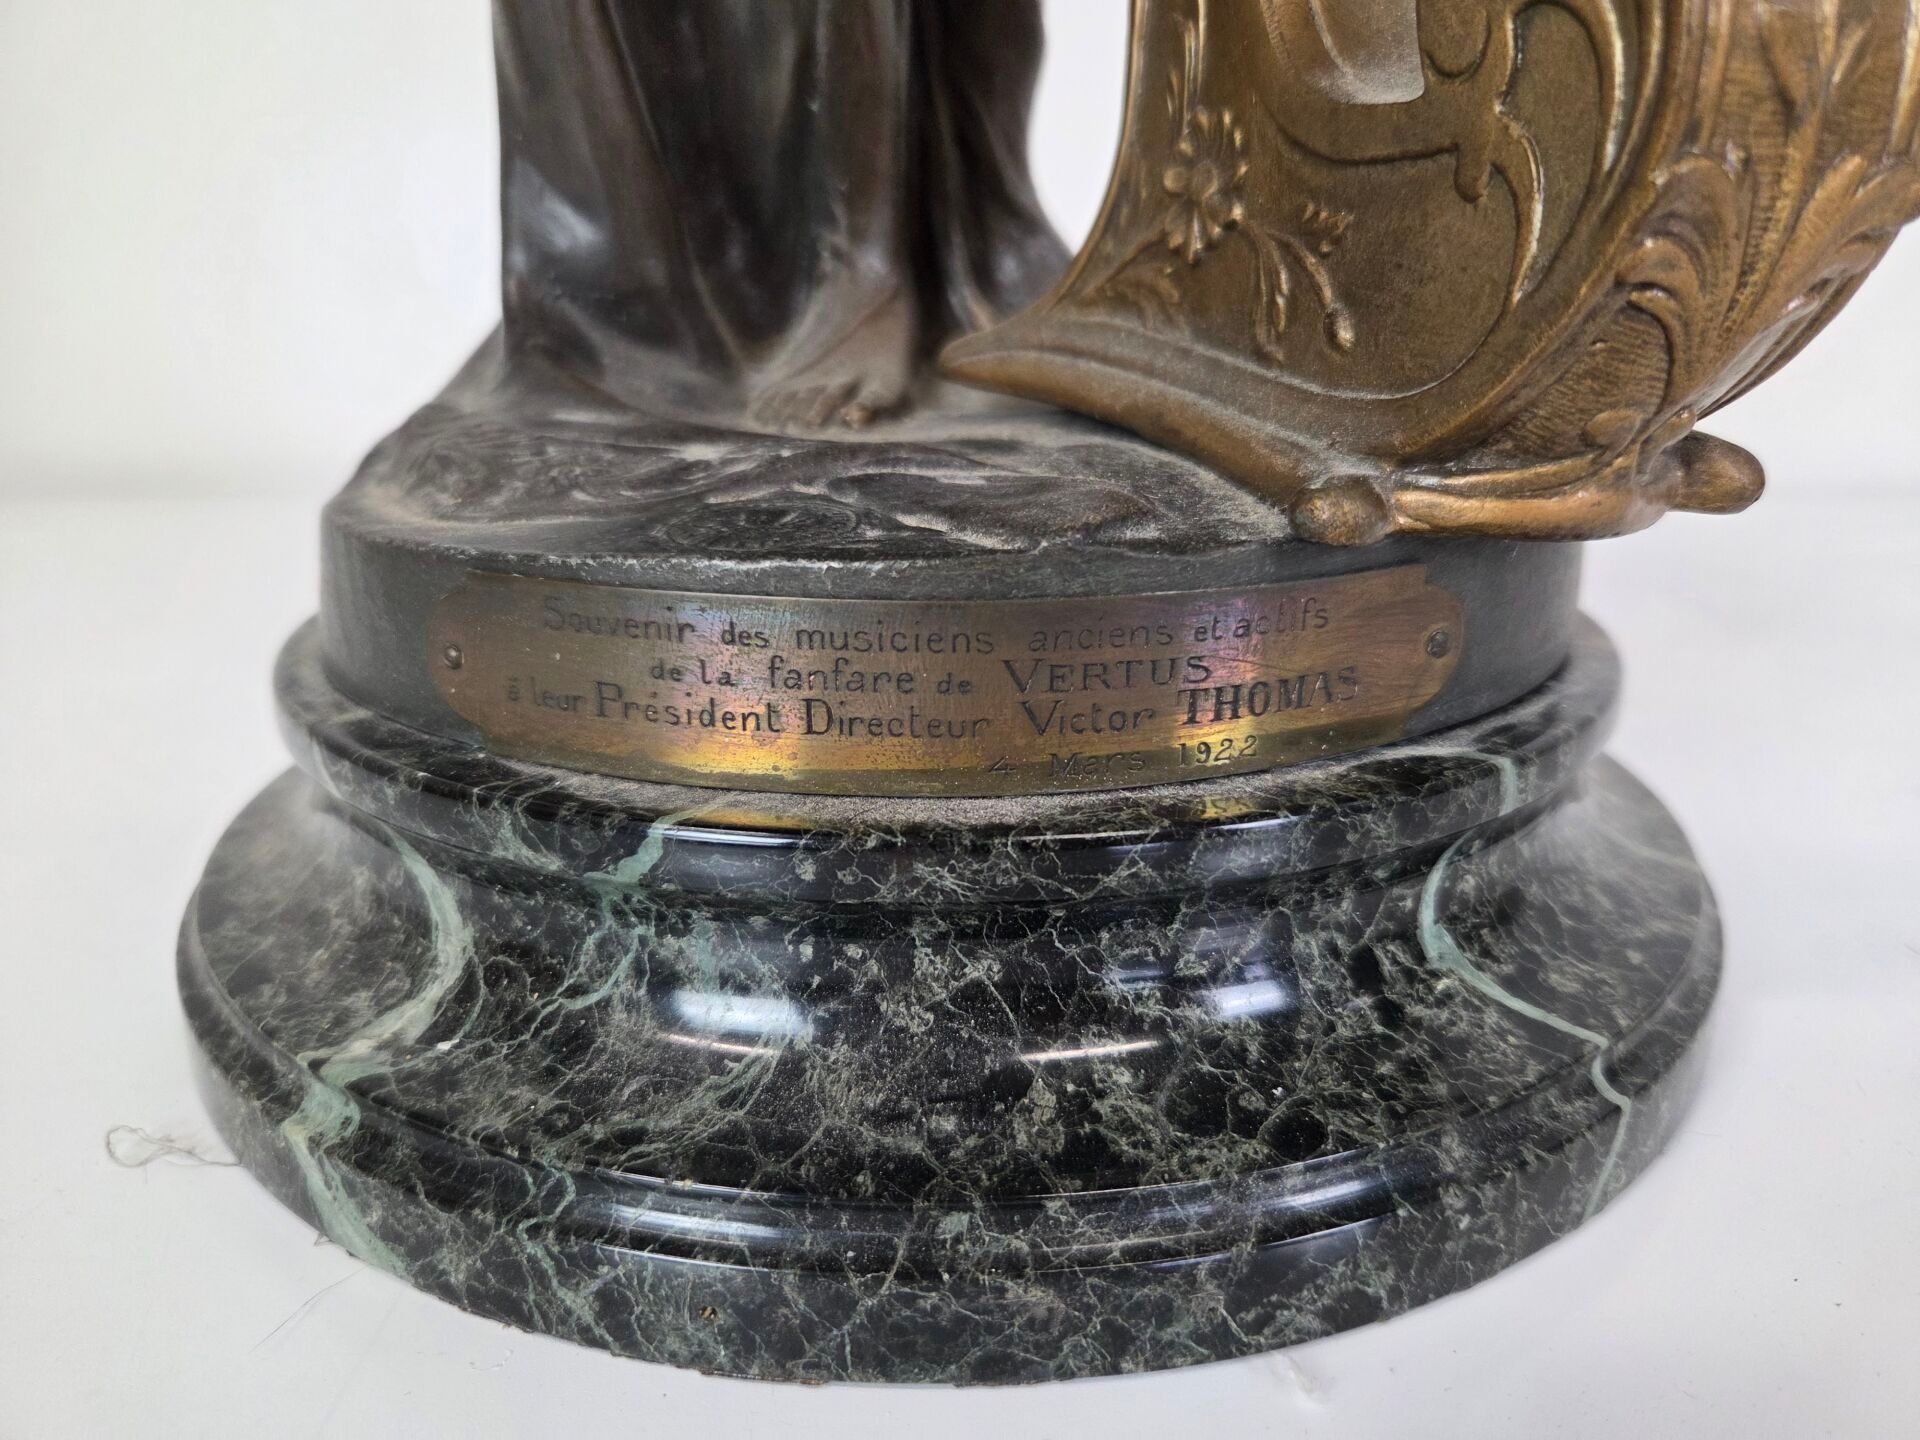 Souvenir des musiciens anciens et actifs
de la fanfare de VERTUS
à leur Président Directeur Victor THOMAS
4 Mars 1922